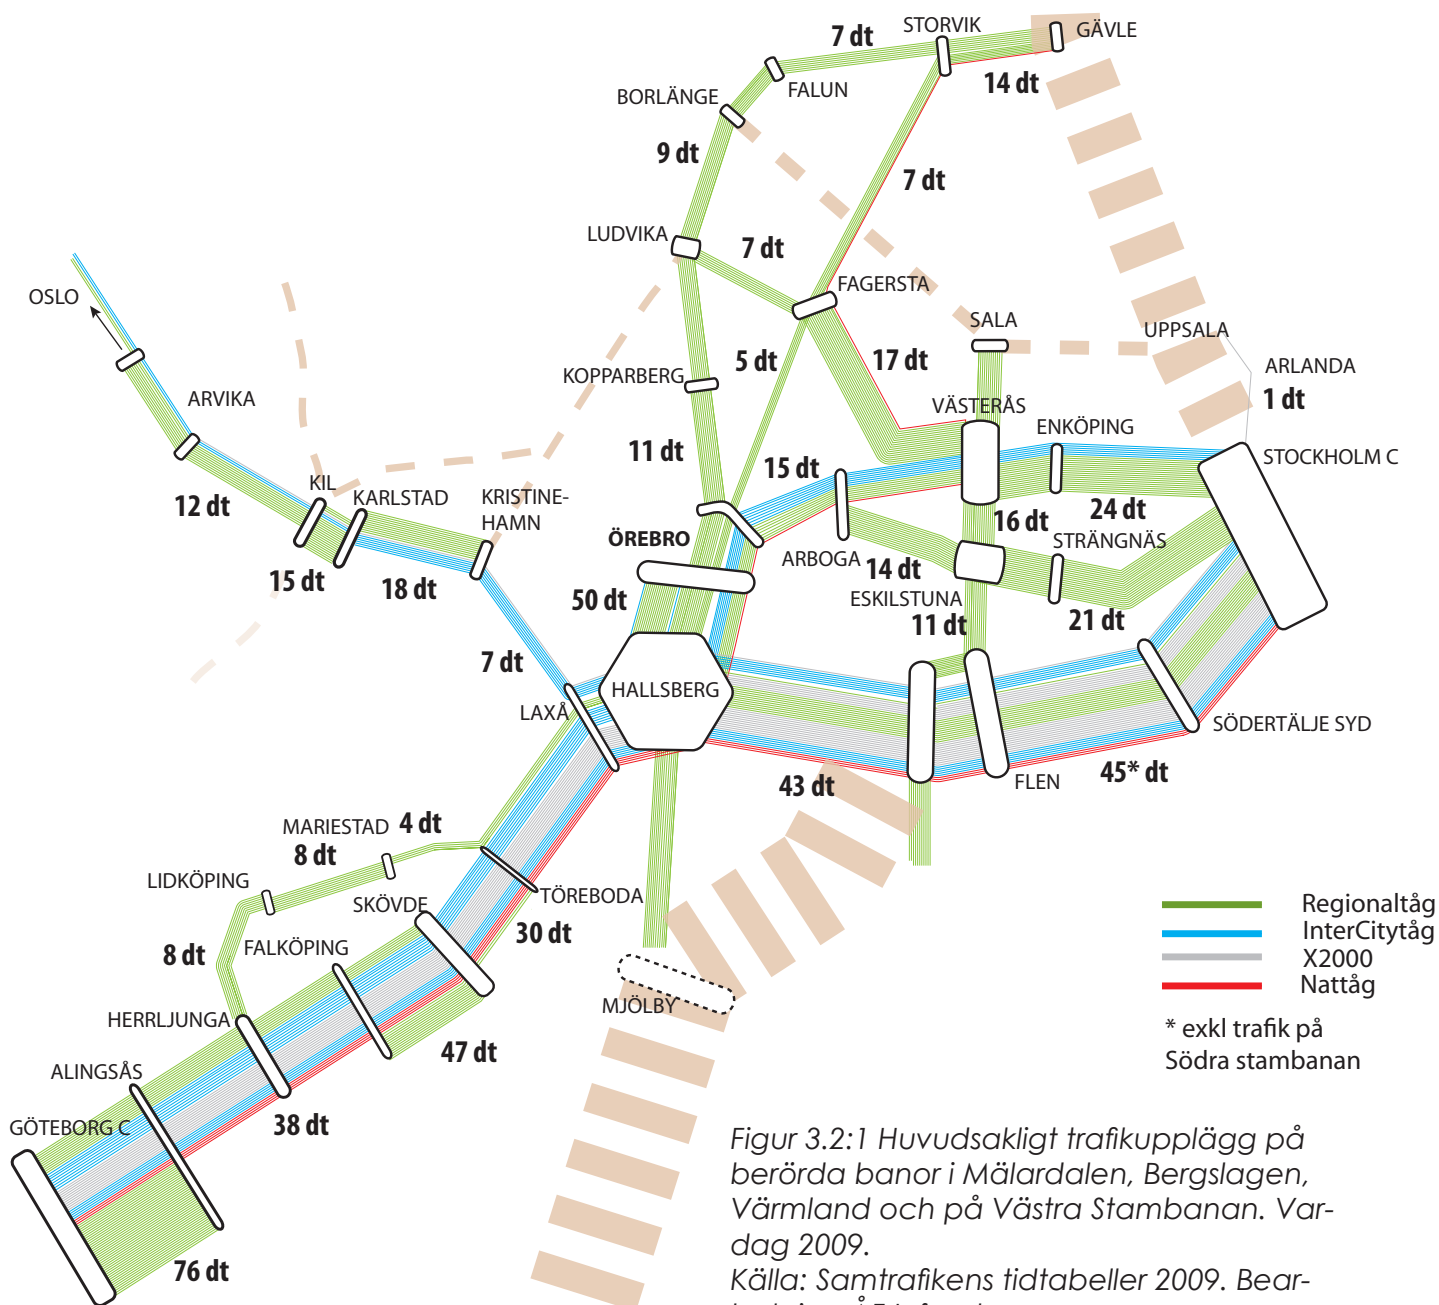 7 dt
STORVIK
GÄVLE
14 dt
FALUN
BORLÄNGE
9 dt
7 dt
LUDVIKA
7 dt
FAGERSTA
OSLO
SALA
UPPSALA
ARLANDA
1 dt
5 dt
17 dt
KOPPARBERG
ARVIKA
VÄSTERÅS
ENKÖPING
STOCKHOLM C
11 dt
15 dt
KIL
KARLSTAD
KRISTINE-
HAMN
12 dt
16 dt
24 dt
ÖREBRO
ARBOGA
STRÄNGNÄS
14 dt
15 dt
18 dt
50 dt
ESKILSTUNA
11 dt
21 dt
7 dt
HALLSBERG
LAXÅ
SÖDERTÄLJE SYD
43 dt
FLEN
45* dt
MARIESTAD
4 dt
8 dt
LIDKÖPING
SKÖVDE
TÖREBODA
30 dt
FALKÖPING
8 dt
MJÖLBY
HERRLJUNGA
47 dt
ALINGSÅS
38 dt
GÖTEBORG C
76 dt
Regionaltåg
InterCitytåg
X2000
Nattåg
* exkl trafik på
Södra stambanan
Figur 3.2:1 Huvudsakligt trafikupplägg på
berörda banor i Mälardalen, Bergslagen,
Värmland och på Västra Stambanan. Var-
dag 2009.
Källa: Samtrafikens tidtabeller 2009. Bear-